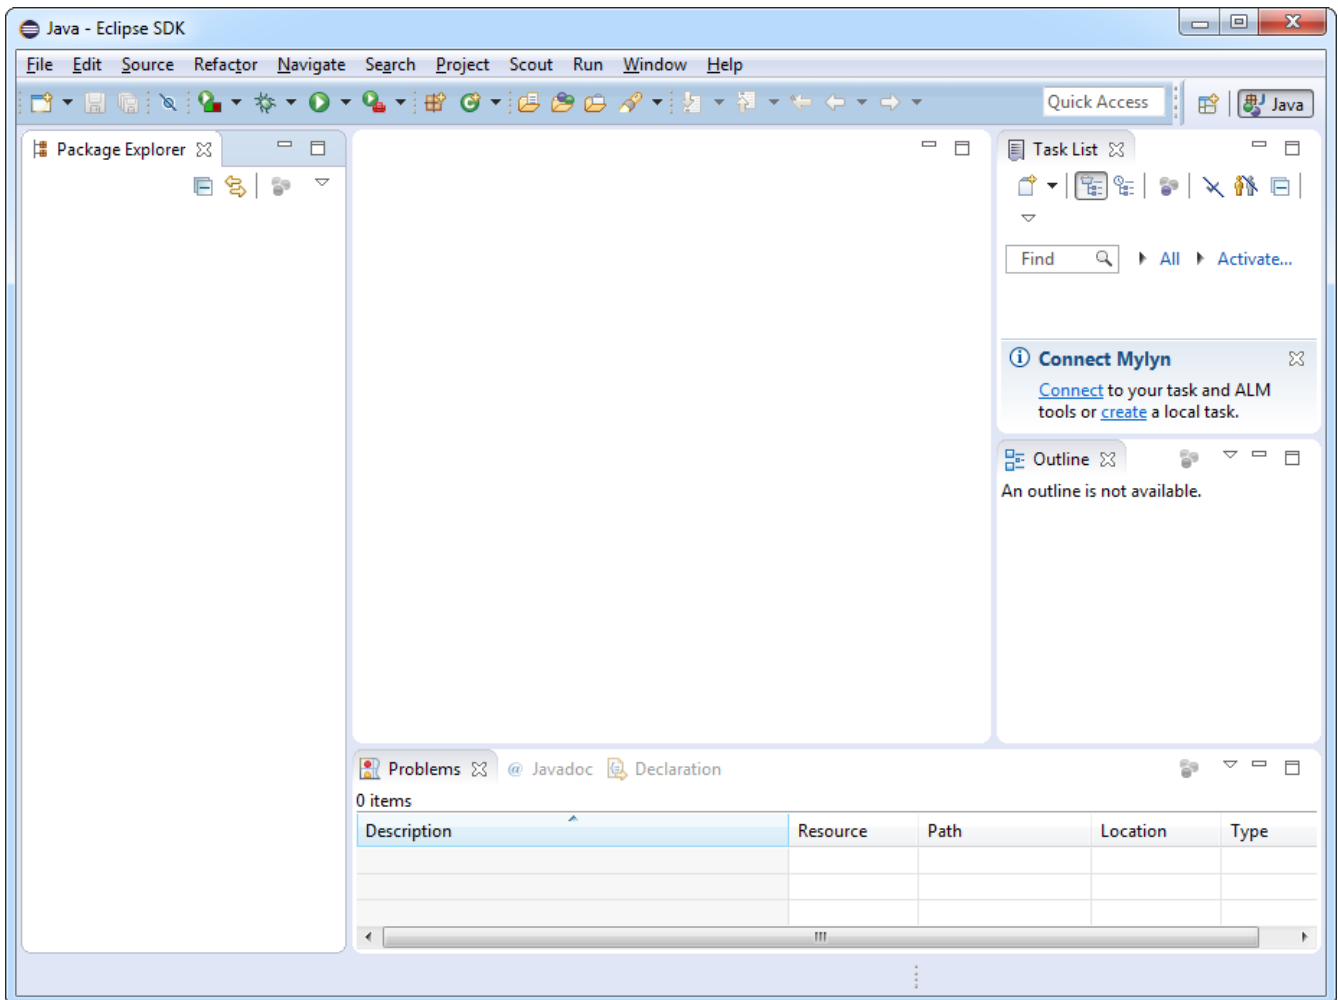 Java - Eclipse SDK
File Edit Source Refactor Navigate Search Project Scout Run Window Help
Quick Access
Java
Package Explorer
Task List
Find
All
Activate...
Connect Mylyn
Connect to your task and ALM
tools or create a local task.
Outline
An outline is not available.
Problems @ Javadoc Declaration
0 items
Description Resource Path Location Type